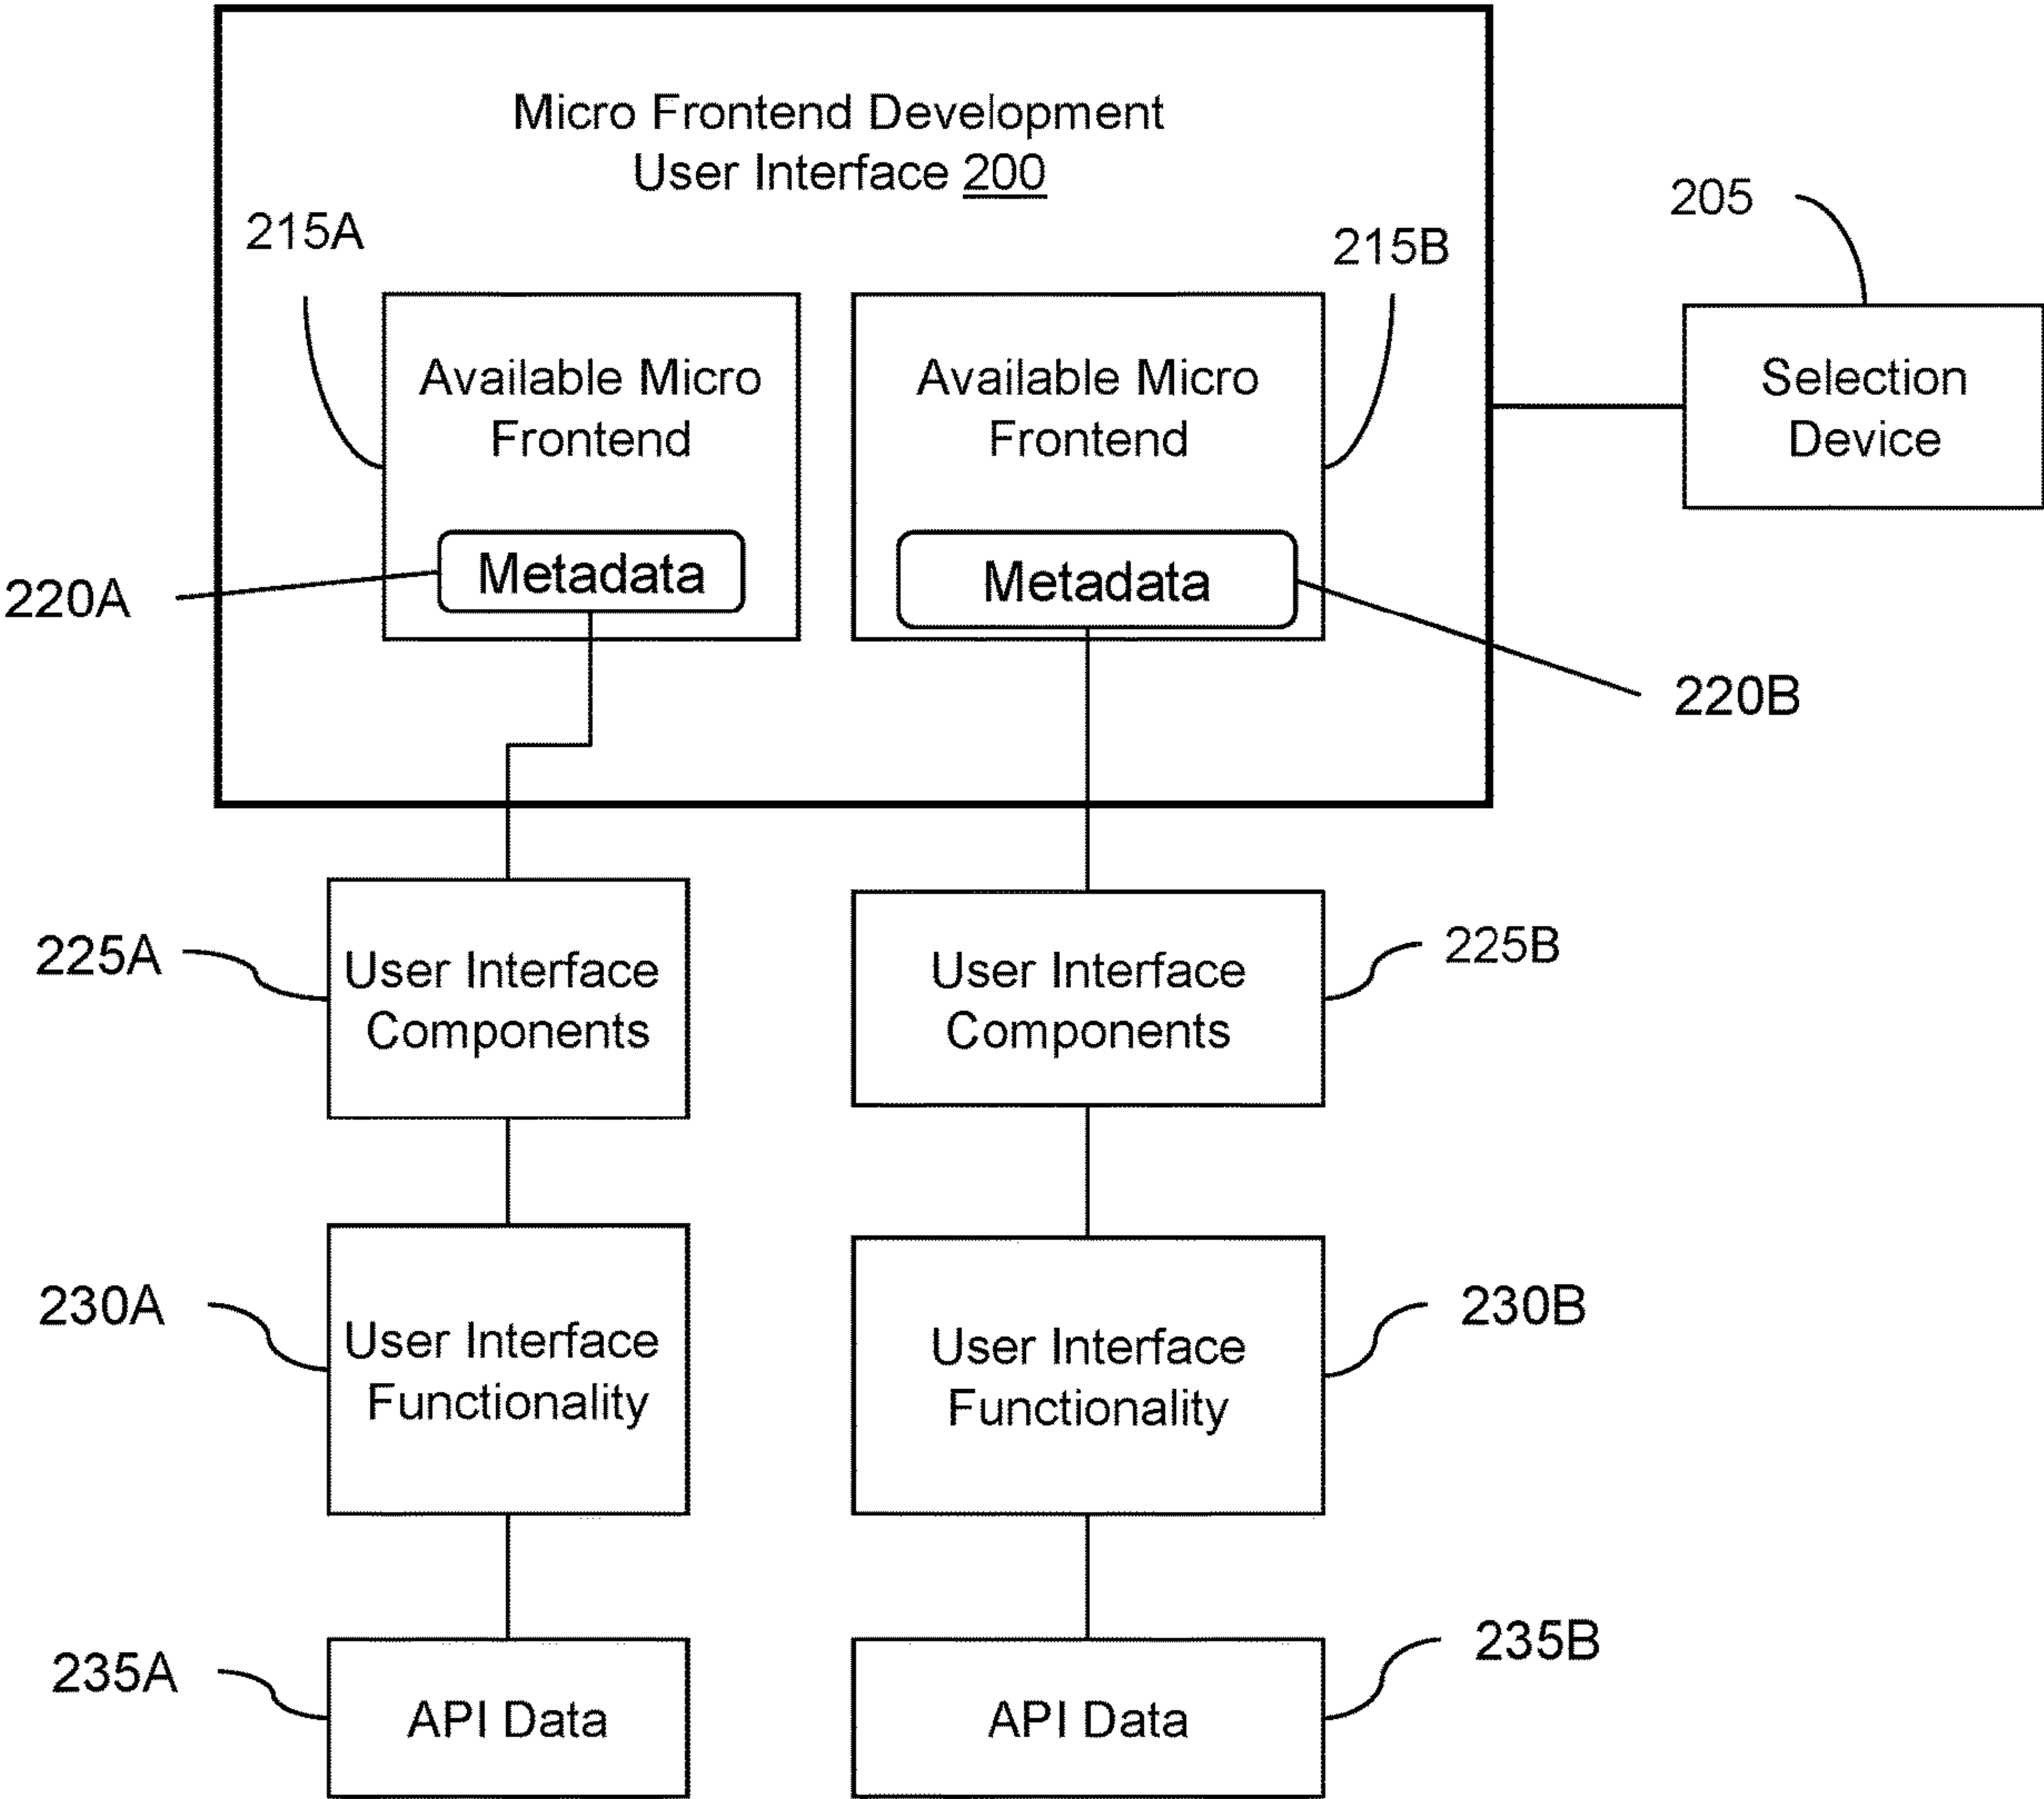 Micro Frontend Development
User Interface 200
215A
215B
205
Available Micro
Frontend
Metadata
Available Micro
Frontend
Metadata
Selection
Device
220A
220B
225A
User Interface
Components
User Interface
Components
225B
230A
User Interface
Functionality
User Interface
Functionality
230B
235A
API Data
API Data
235B